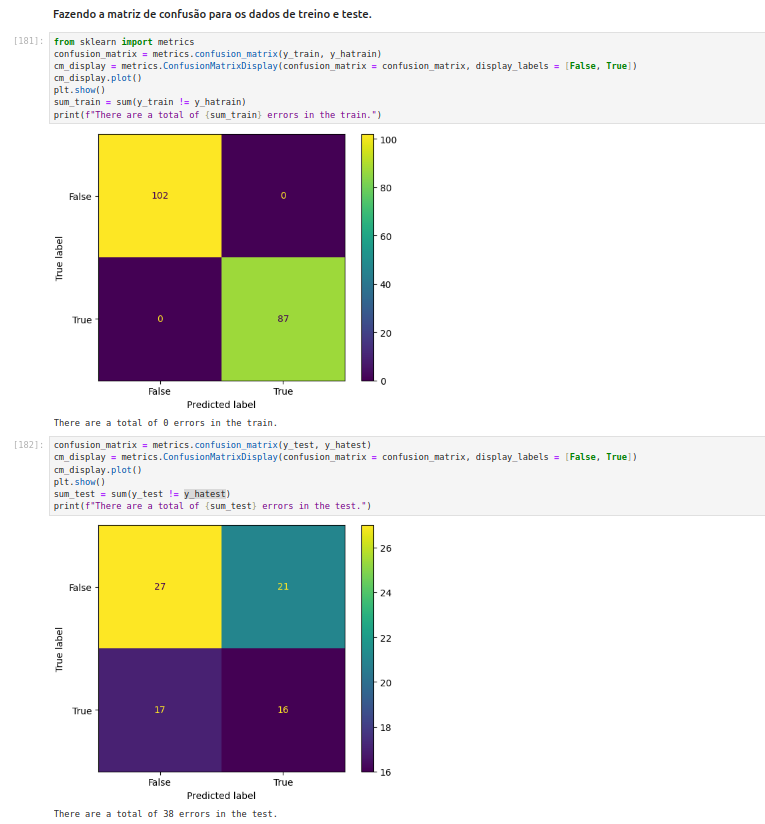 Fazendo a matriz de confusão para os dados de treino e teste.
[181]:
from sklearn import metrics
confusion_matrix = metrics.confusion_matrix(y_train, y_hatrain)
cm_display = metrics.ConfusionMatrixDisplay(confusion_matrix = confusion_matrix, display_labels = [False, True])
cm_display.plot()
plt.show()
sum_train = sum(y_train != y_hatrain)
print(f"There are a total of {sum_train} errors in the train.")
100
80
60
40
20
0
True label
False
102
0
True
0
87
False
True
Predicted label
There are a total of 0 errors in the train.
[182]:
confusion_matrix = metrics.confusion_matrix(y_test, y_hatest)
cm_display = metrics.ConfusionMatrixDisplay(confusion_matrix = confusion_matrix, display_labels = [False, True])
cm_display.plot()
plt.show()
sum_test = sum(y_test != y_hatest)
print(f"There are a total of {sum_test} errors in the test.")
26
24
22
20
18
16
True label
False
27
21
True
17
16
False
True
Predicted label
There are a total of 38 errors in the test.